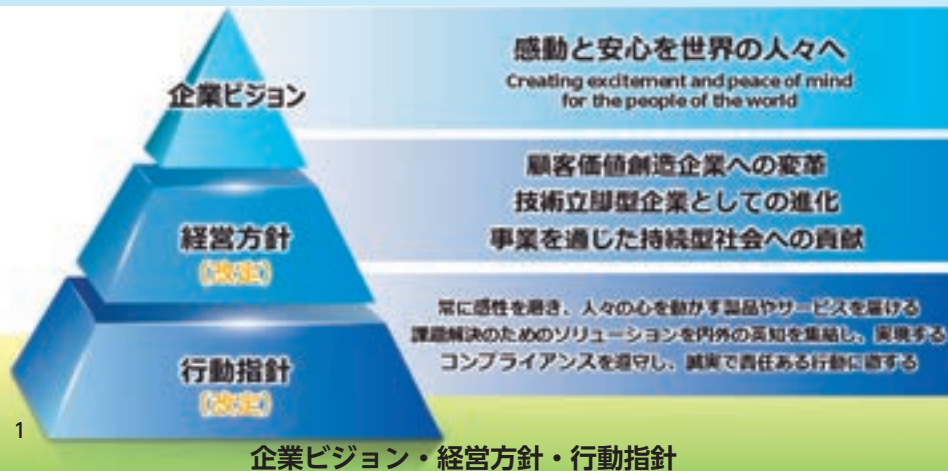 企業ビジョン
感動と安心を世界の人々へ
Creating excitement and peace of mind
for the people of the world
経営方針
(改定)
顧客価値創造企業への変革
技術立脚型企業としての進化
事業を通じた持続型社会への貢献
行動指針
(改定)
常に感性を磨き、人々の心を動かす製品やサービスを届ける
課題解決のためのソリューションを内外の英知を集結し、実現する
コンプライアンスを遵守し、誠実で責任ある行動に徹する
1
企業ビジョン・経営方針・行動指針